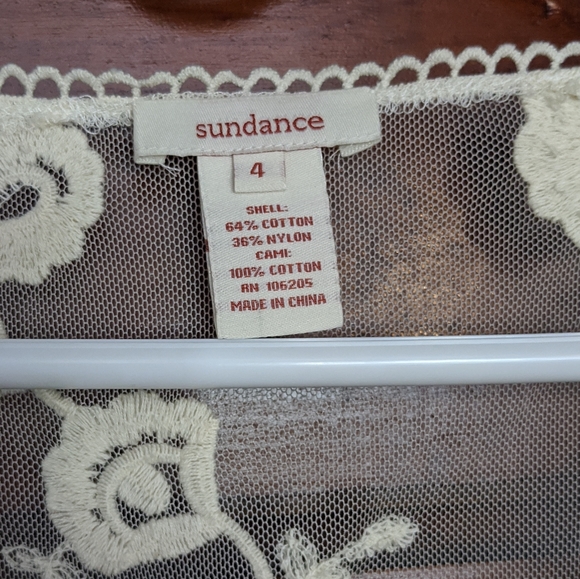 sundance
4
SHELL:
64% COTTON
36% NYLON
CAMI:
100% COTTON
RN 106205
MADE IN CHINA